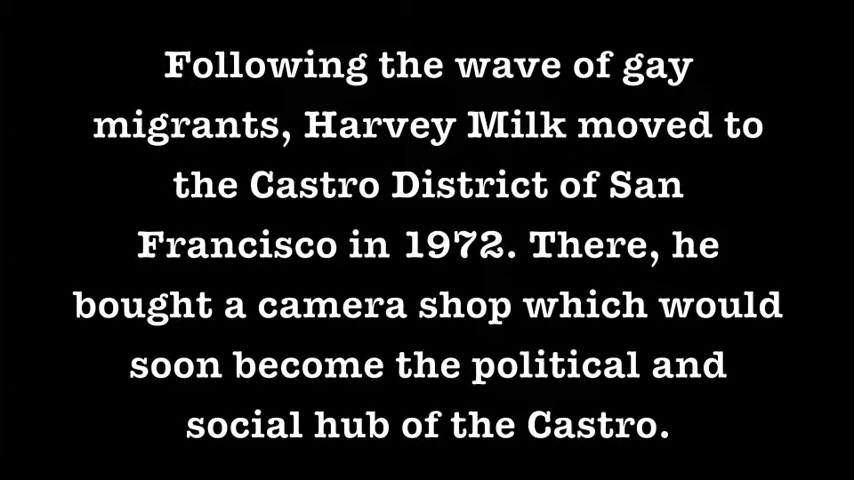 Following the wave of gay
migrants, Harvey Milk moved to
the Castro District of San
Francisco in 1972. There, he
bought a camera shop which would
soon become the political and
social hub of the Castro.